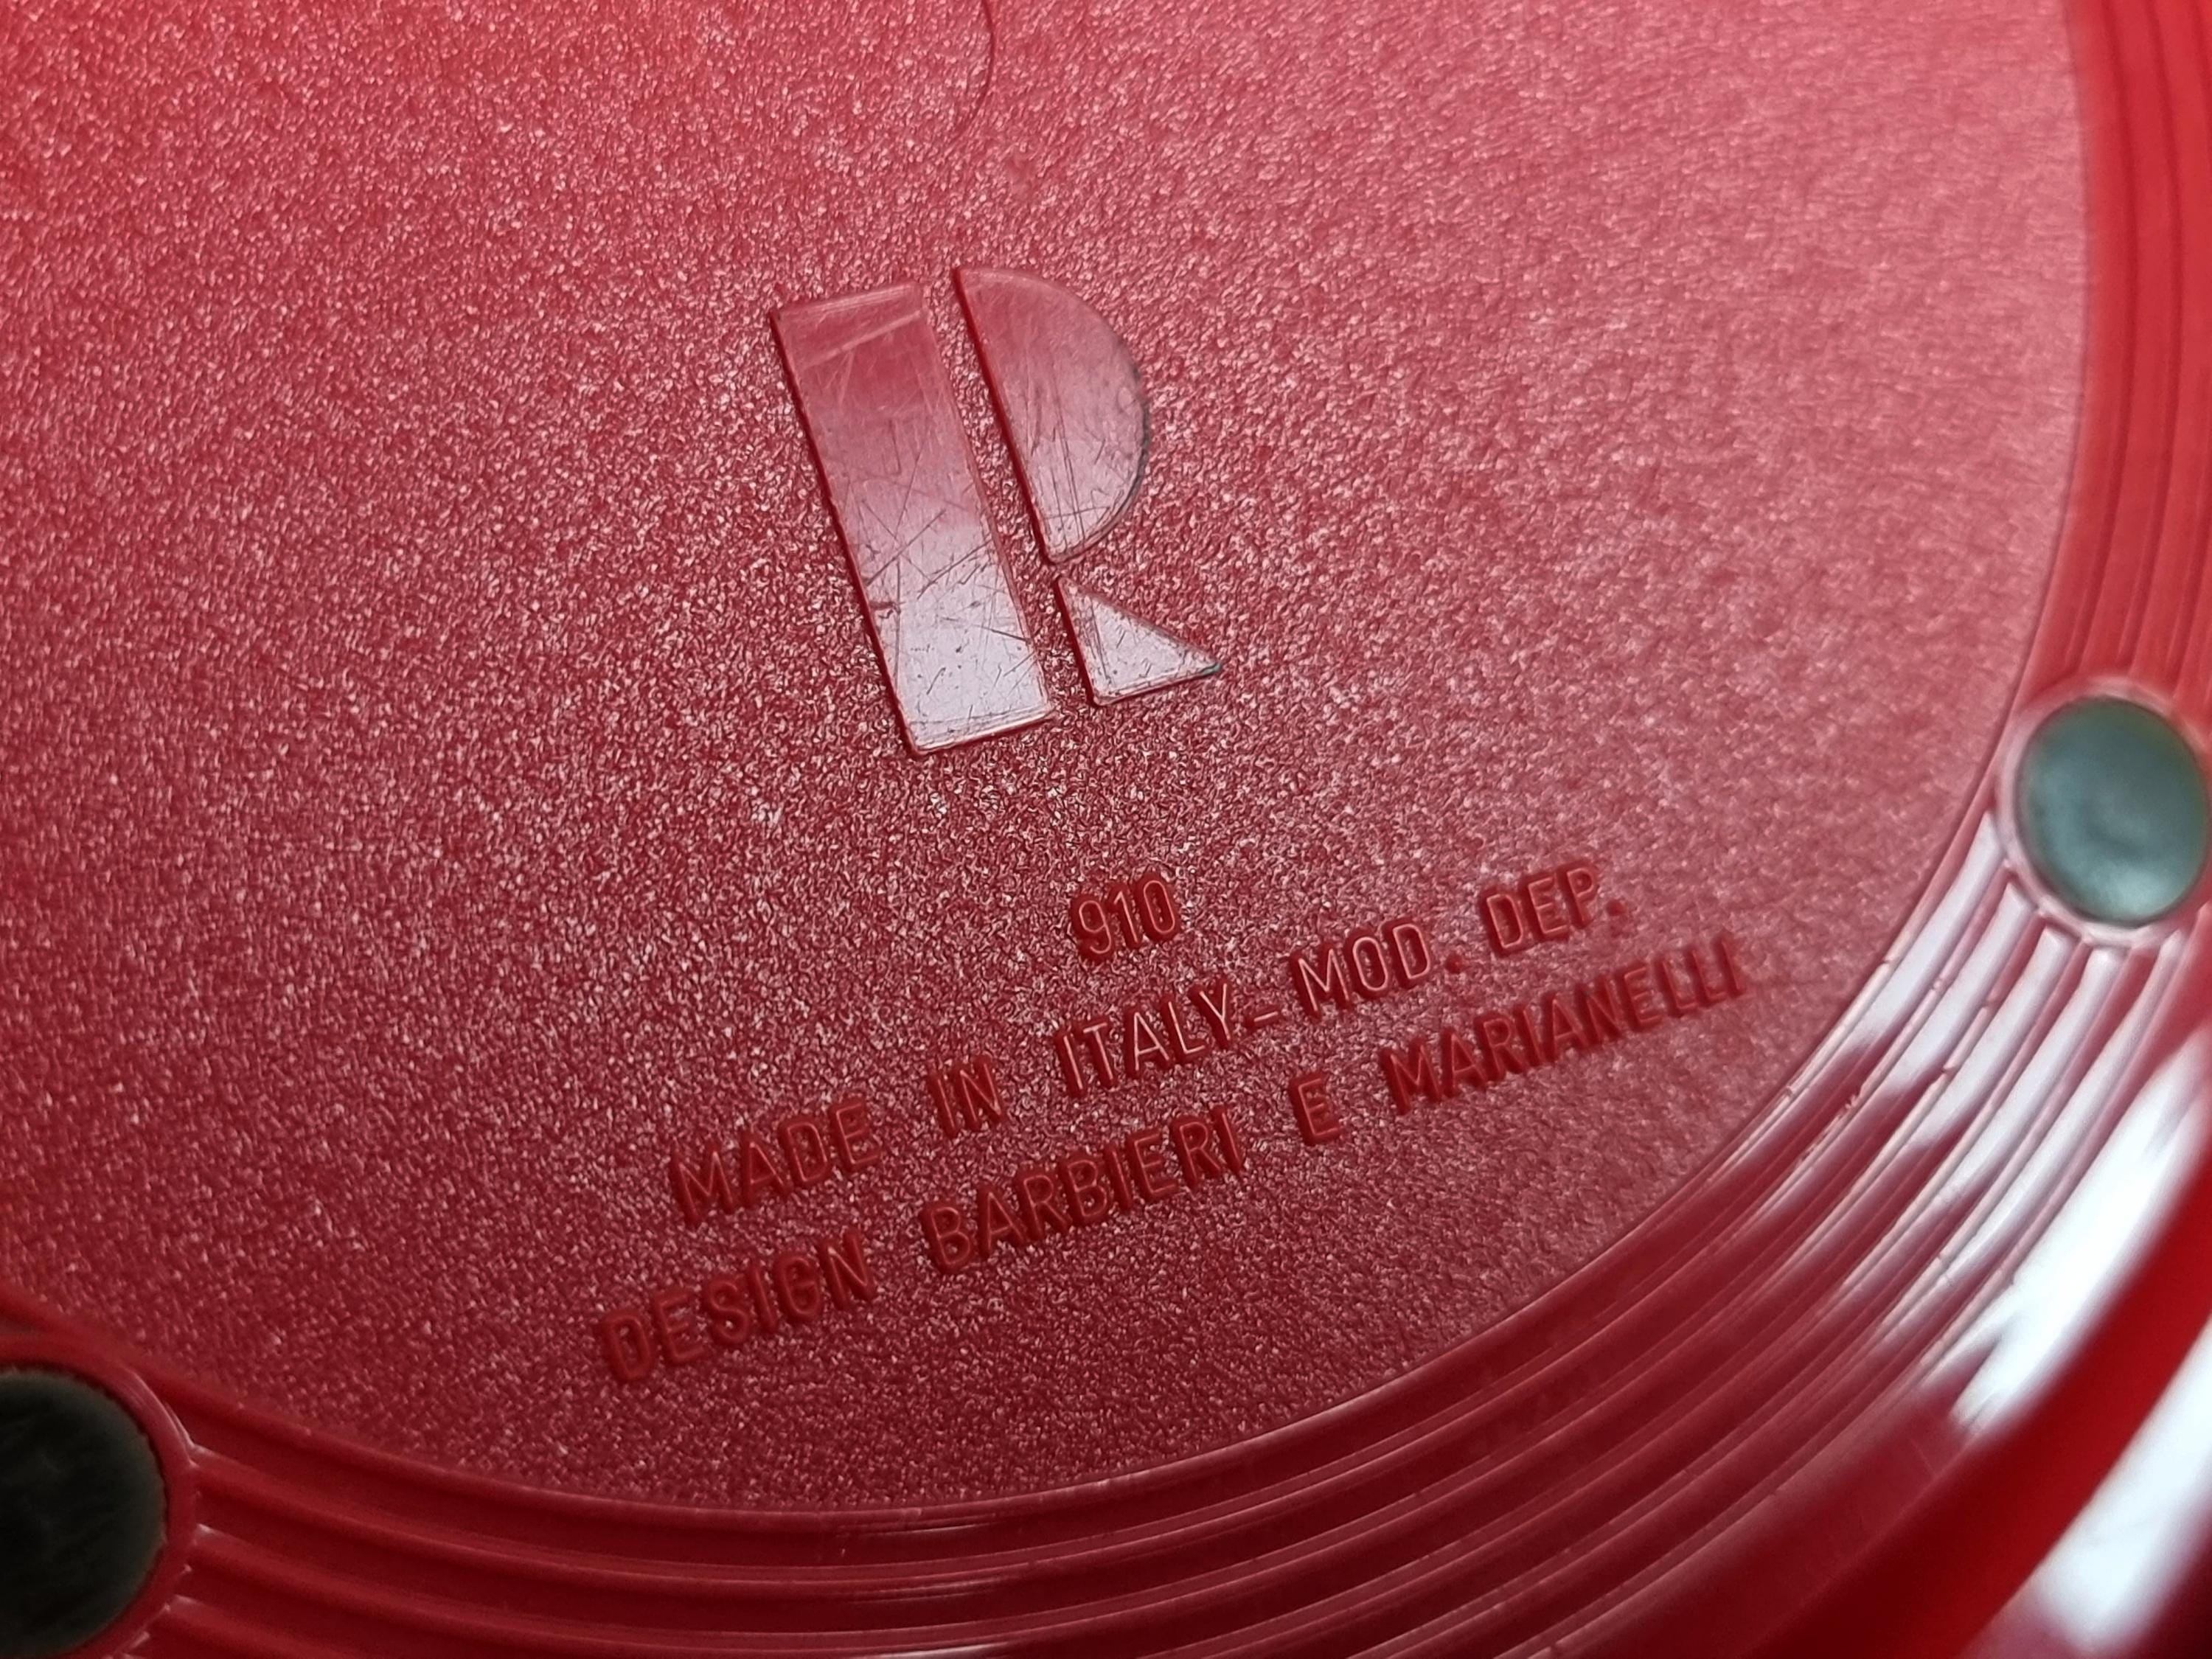 R
910
MADE IN ITALY-MOD. DEP.
DESIGN BARBIERI E MARIANELLI